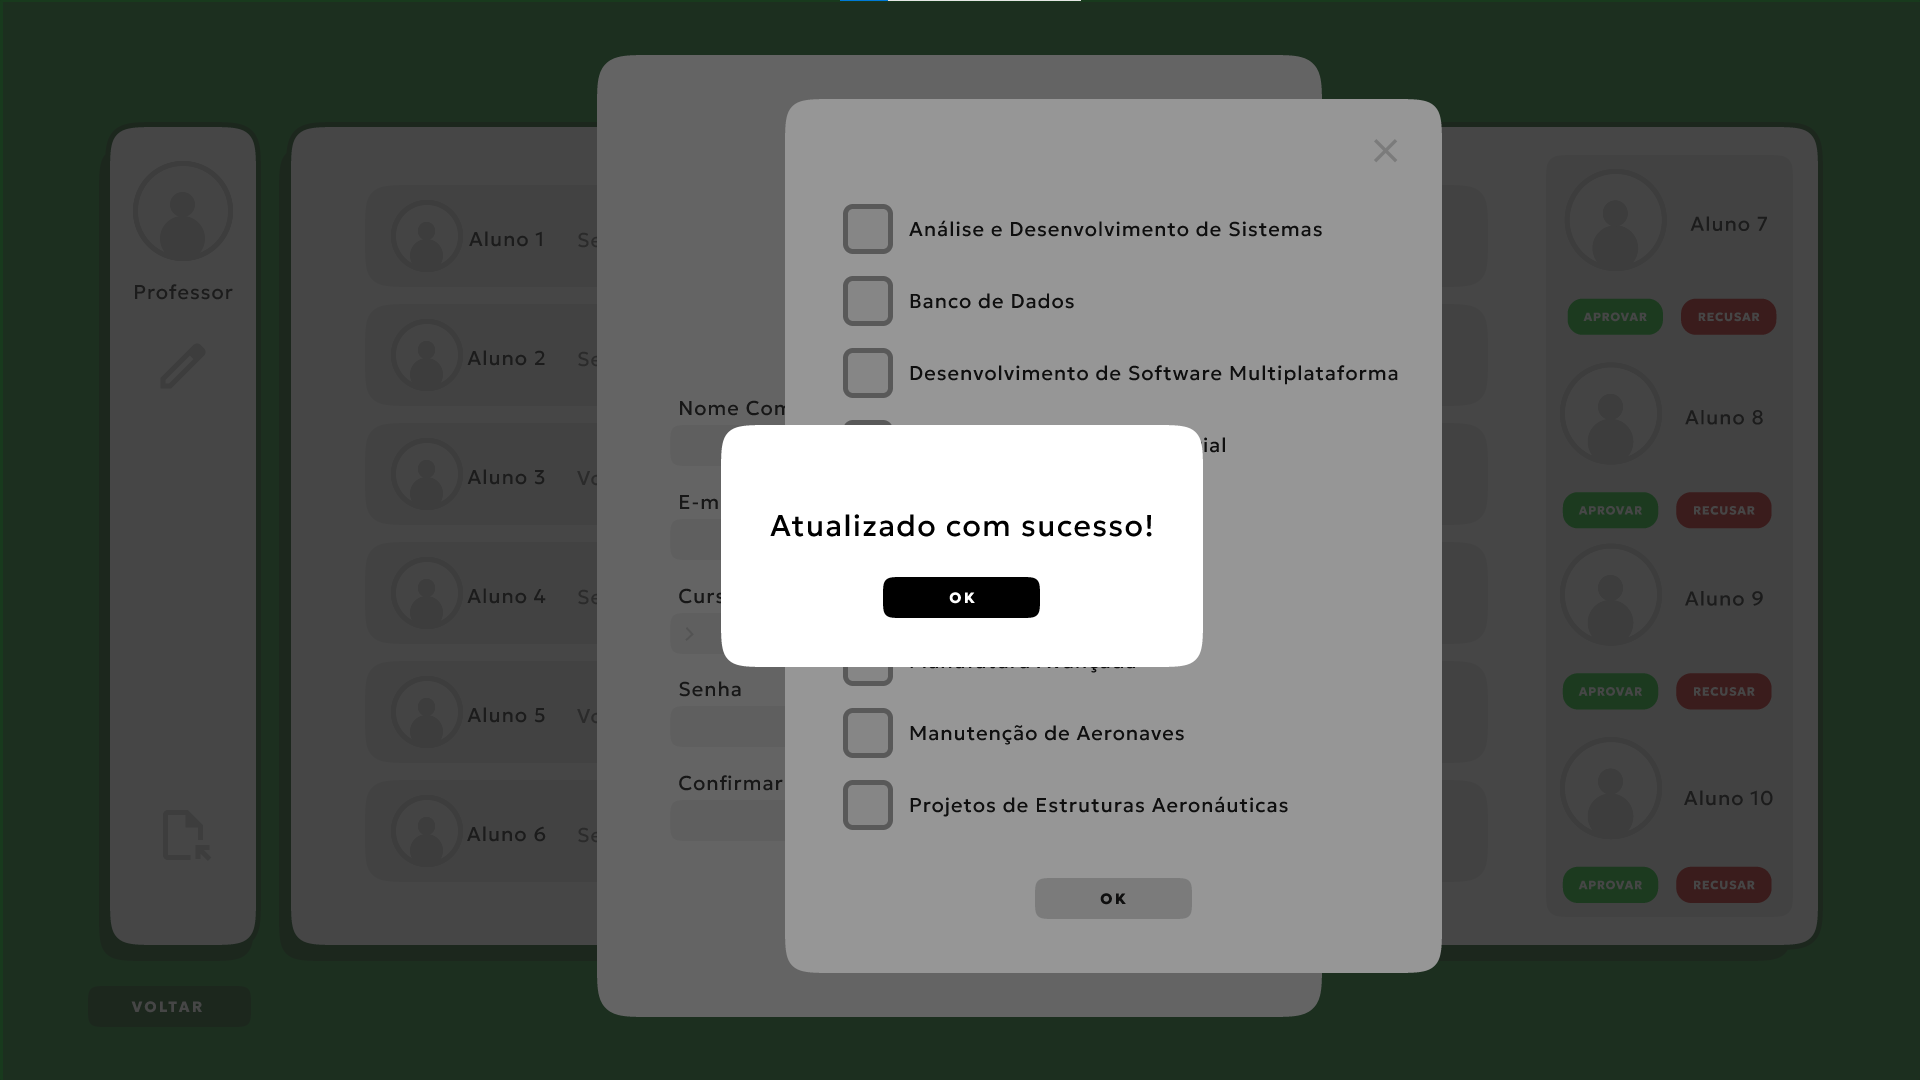 Professor
Aluno 1
Se
Aluno 2
Se
Aluno 3
Vo
Aluno 4
Se
Aluno 5
Vo
Aluno 6
Se
VOLTAR
Nome Com
E-m
Curs
Senha
Confirmar
Análise e Desenvolvimento de Sistemas
Banco de Dados
Desenvolvimento de Software Multiplataforma
ial
Manutenção de Aeronaves
Projetos de Estruturas Aeronáuticas
OK
Atualizado com sucesso!
OK
Aluno 7
APROVAR RECUSAR
Aluno 8
APROVAR RECUSAR
Aluno 9
APROVAR RECUSAR
Aluno 10
APROVAR RECUSAR